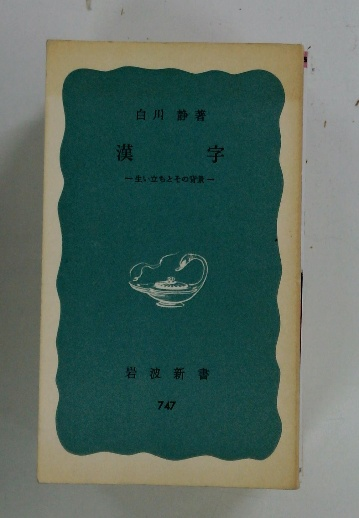 白川 静著
漢字
―生い立ちとその背景―
岩波新書
747